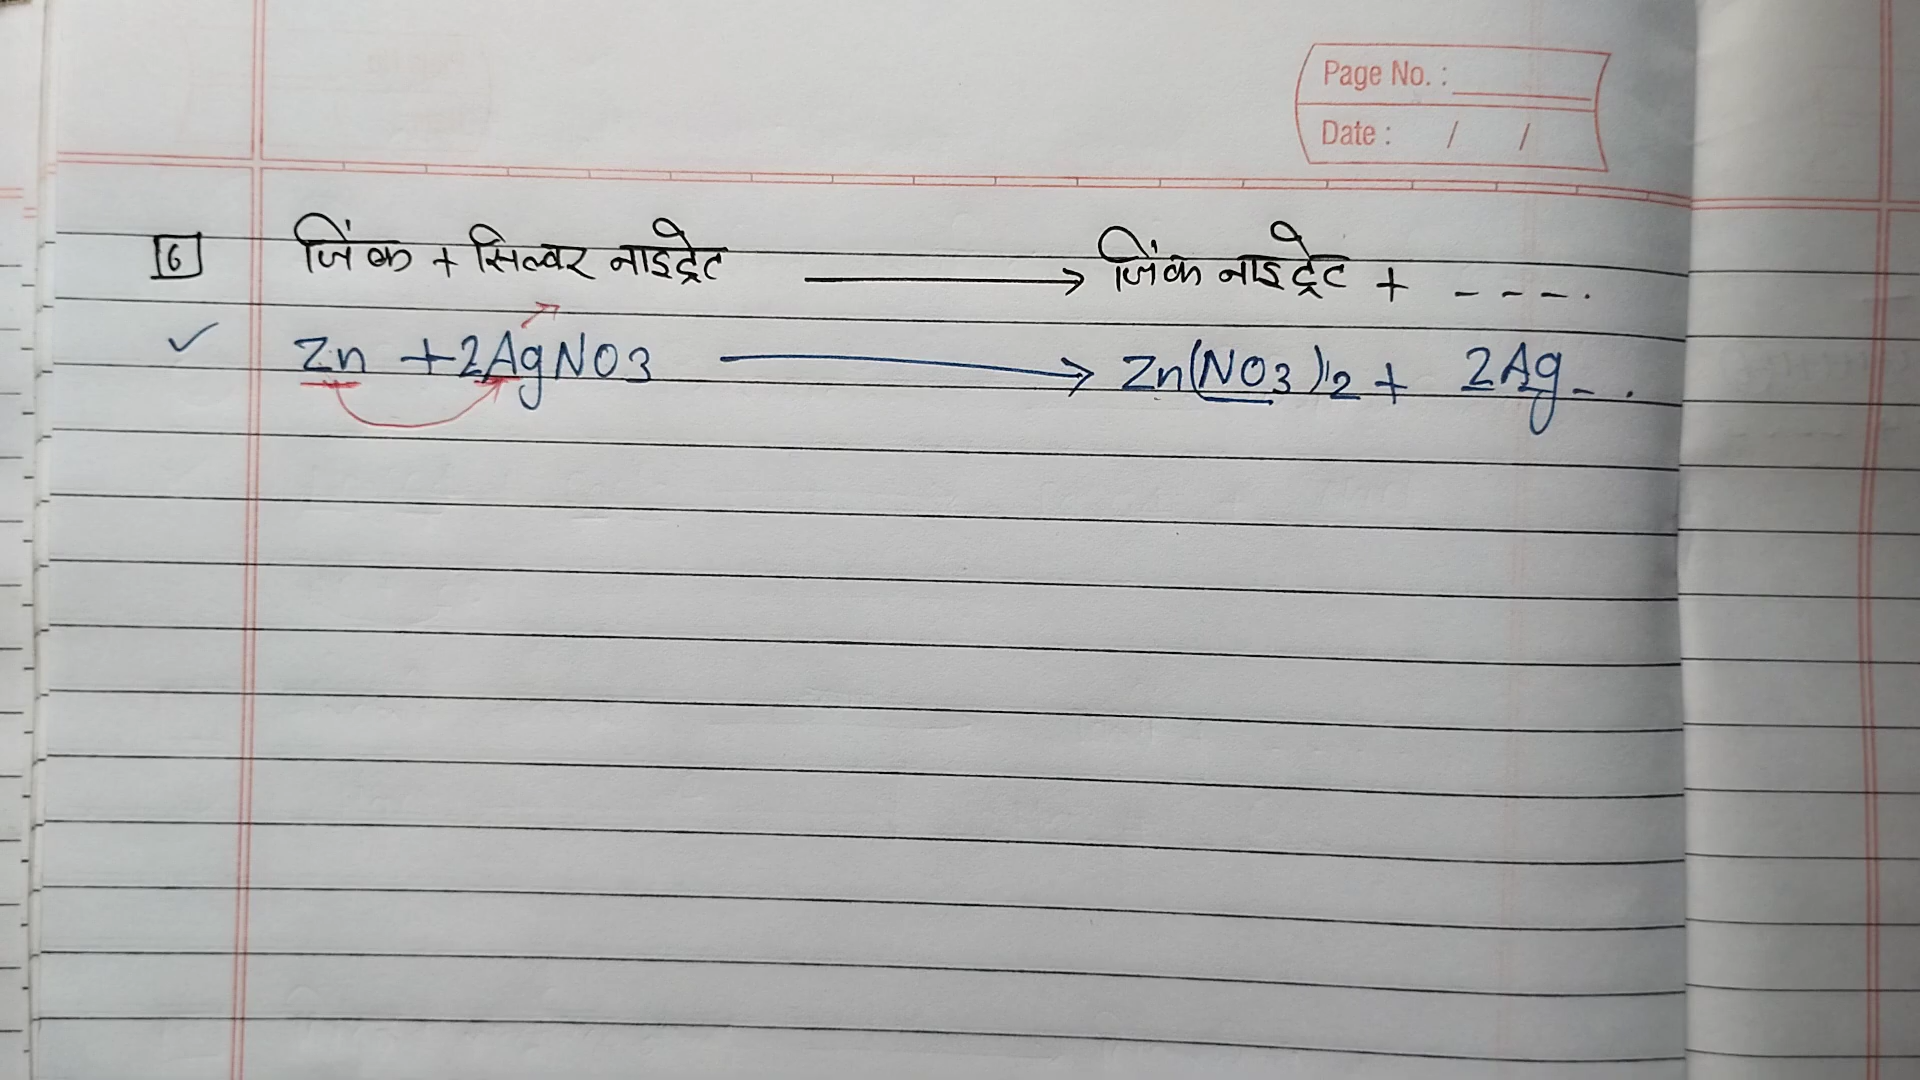 Page No. :
Date : / /
6 जिंक + सिल्वर नाइट्रेट ⟶ जिंक नाइट्रेट + - - - .
✓ Zn + 2AgNO3 ⟶ Zn(NO3)2 + 2Ag - .